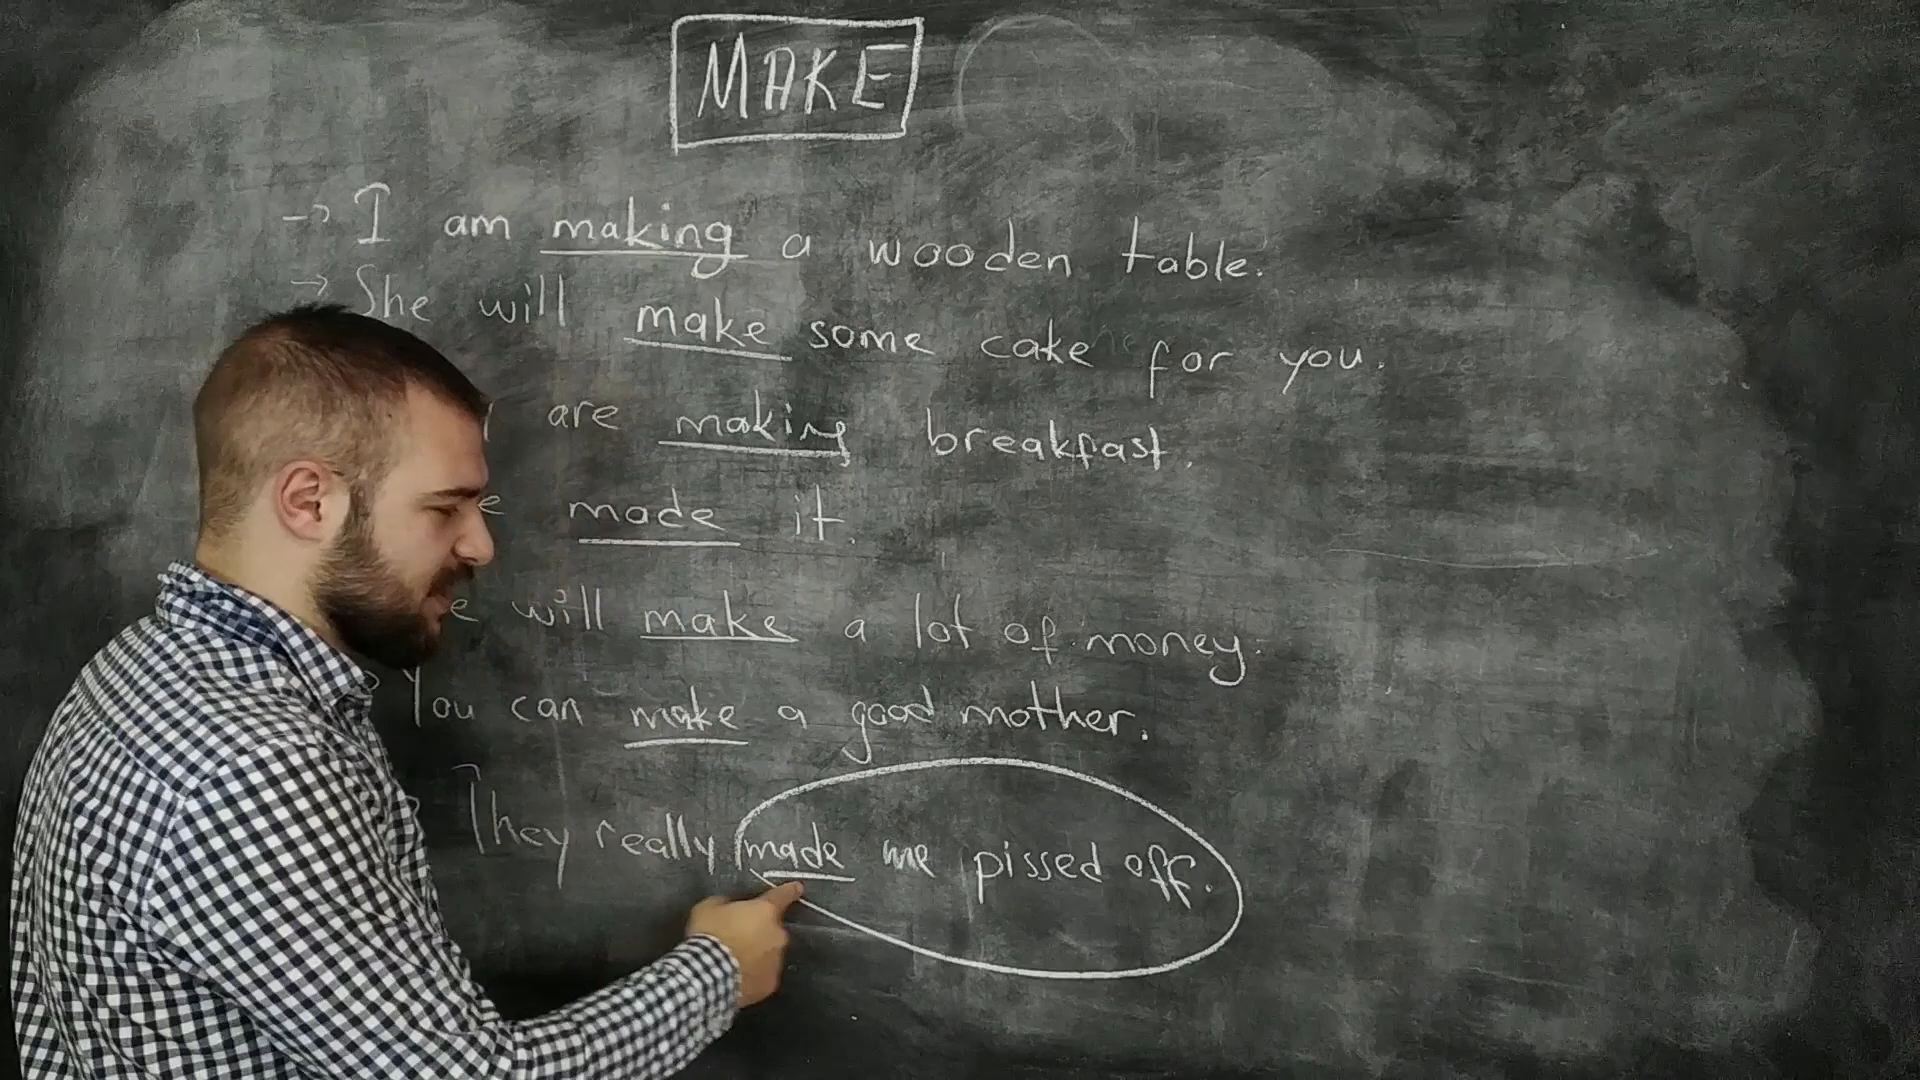 MAKE
→ I am making a wooden table.
→ She will make some cake for you.
are making breakfast.
made it.
will make a lot of money.
You can make a good mother.
They really made me pissed off.